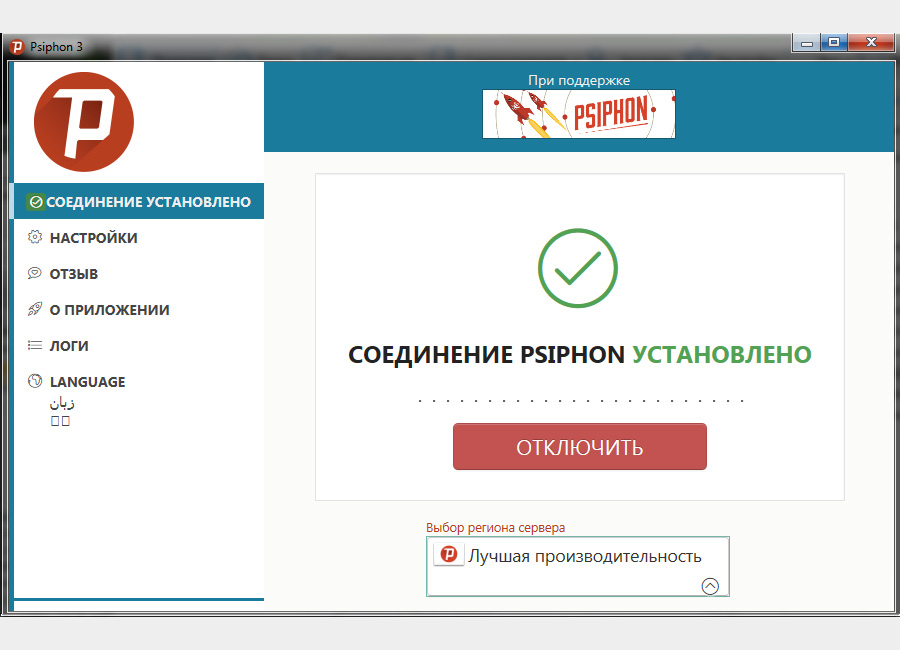 Psiphon 3
При поддержке
PSIPHON
СОЕДИНЕНИЕ УСТАНОВЛЕНО
НАСТРОЙКИ
ОТЗЫВ
О ПРИЛОЖЕНИИ
ЛОГИ
LANGUAGE
زبان
СОЕДИНЕНИЕ PSIPHON УСТАНОВЛЕНО
ОТКЛЮЧИТЬ
Выбор региона сервера
Лучшая производительность